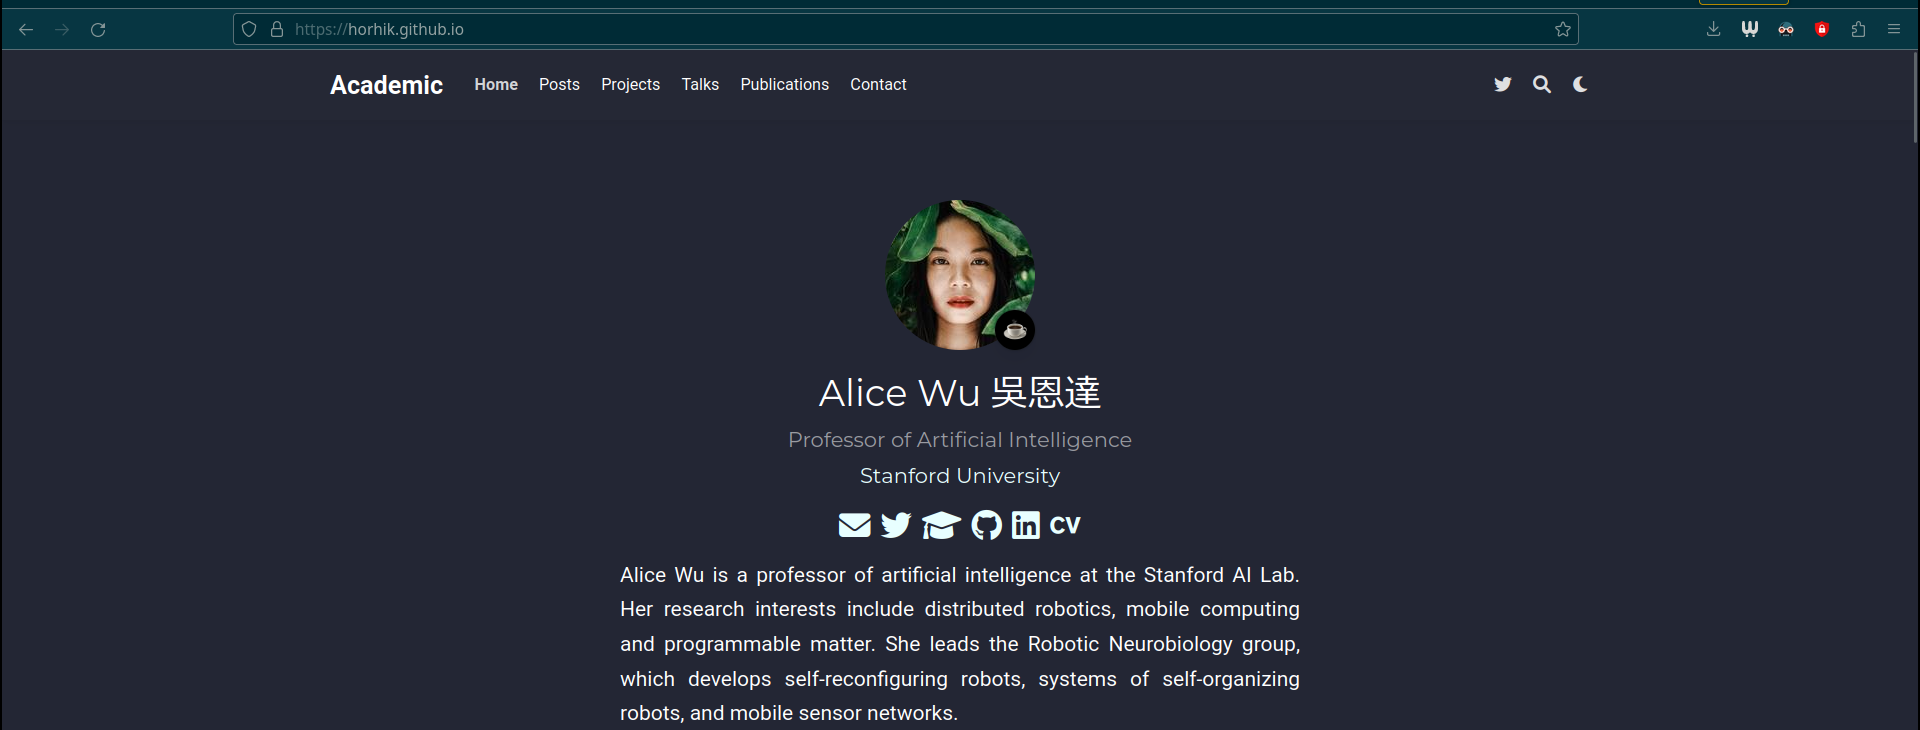 https://horhik.github.io
Academic Home Posts Projects Talks Publications Contact
Alice Wu 吳恩達
Professor of Artificial Intelligence
Stanford University
CV
Alice Wu is a professor of artificial intelligence at the Stanford AI Lab.
Her research interests include distributed robotics, mobile computing
and programmable matter. She leads the Robotic Neurobiology group,
which develops self-reconfiguring robots, systems of self-organizing
robots, and mobile sensor networks.